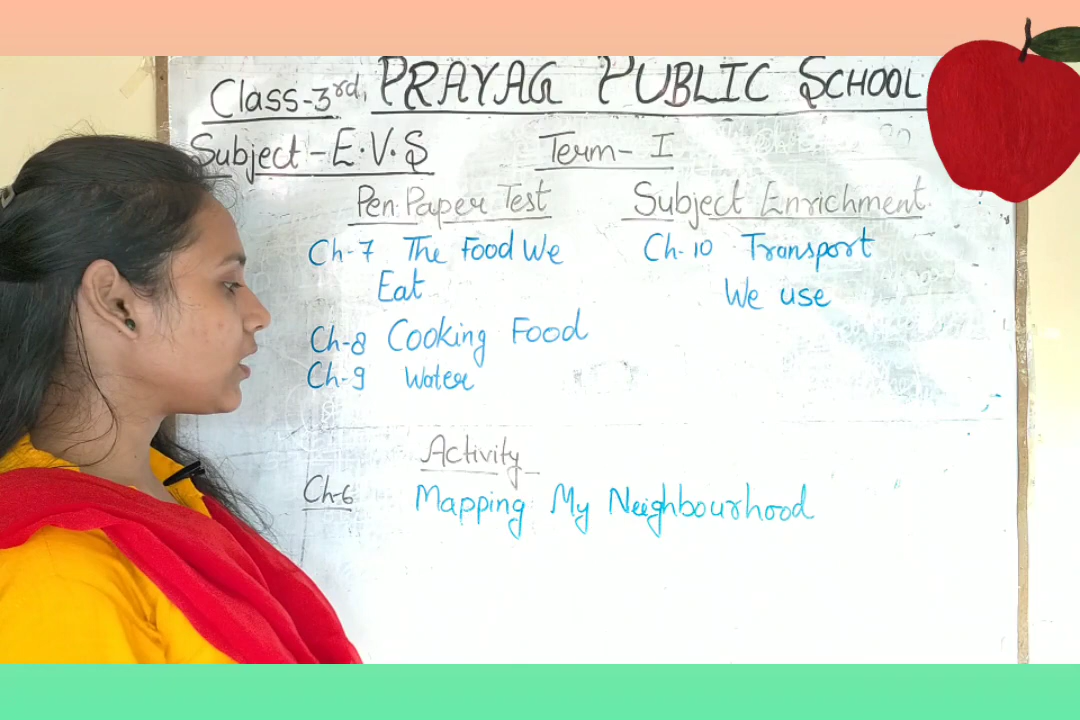 Class-3rd, PRAYAG PUBLIC SCHOOL
Subject - E.V.S Term- I
Pen Paper Test Subject Enrichment
Ch-7 The Food We Ch-10 Transport
Eat We use
Ch-8 Cooking Food
Ch-9 Water
Activity
Ch-6 Mapping My Neighbourhood